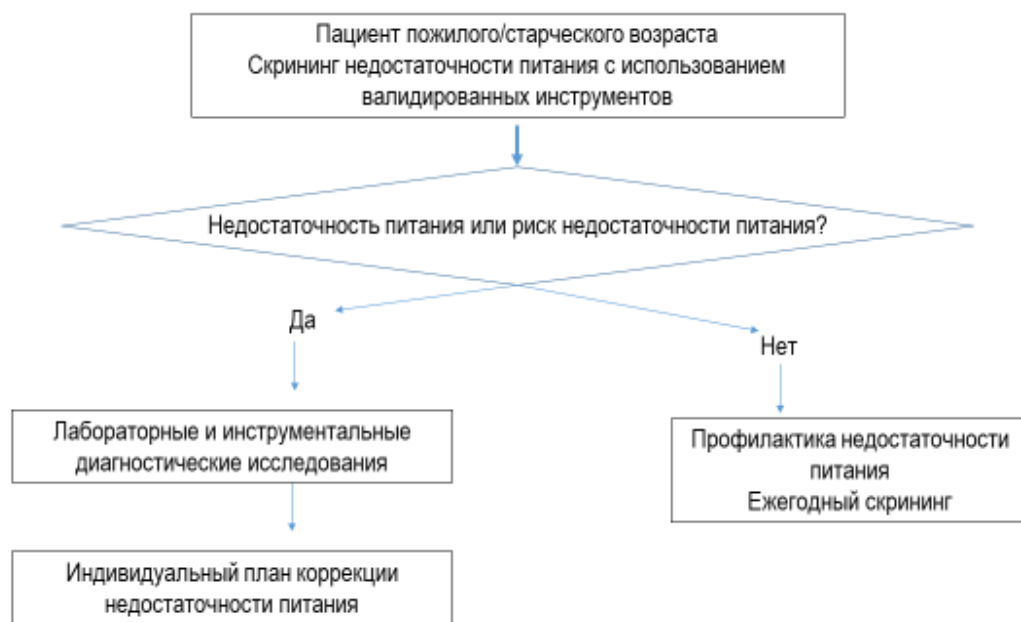 Пациент пожилого/старческого возраста
Скрининг недостаточности питания с использованием
валидированных инструментов
Недостаточность питания или риск недостаточности питания?
Да
Нет
Лабораторные и инструментальные
диагностические исследования
Профилактика недостаточности
питания
Ежегодный скрининг
Индивидуальный план коррекции
недостаточности питания